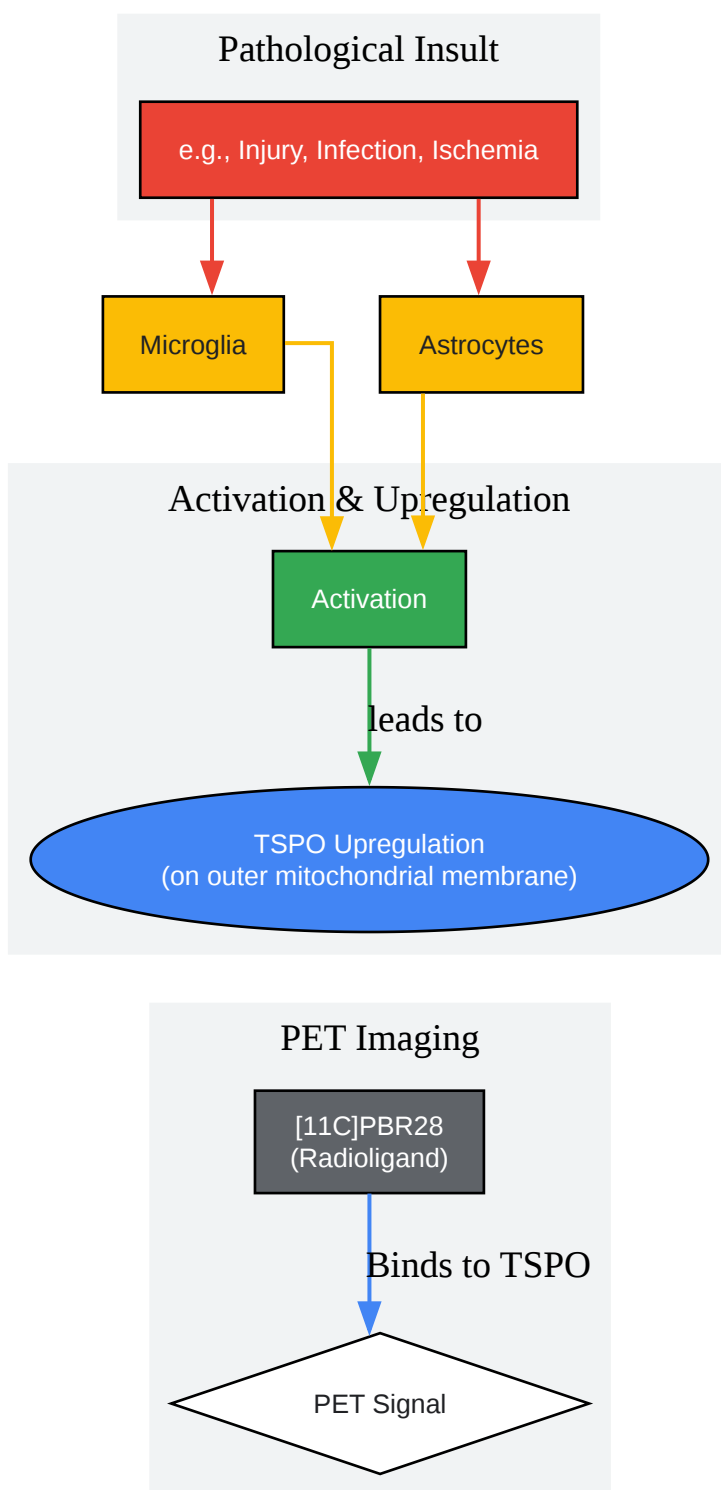 Pathological Insult
e.g., Injury, Infection, Ischemia
Microglia
Astrocytes
Activation & Upregulation
Activation
leads to
TSPO Upregulation
(on outer mitochondrial membrane)
PET Imaging
[11C]PBR28
(Radioligand)
Binds to TSPO
PET Signal